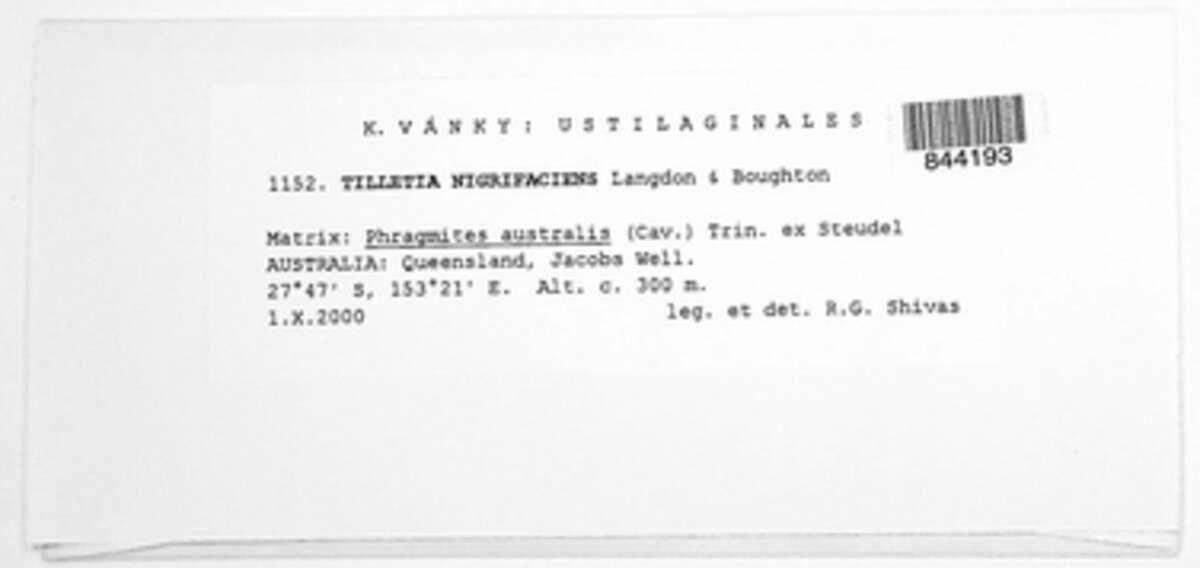 K. VÁNKY: USTILAGINALES
844193
1152. TILLETIA NIGRIFACIENS Langdon & Boughton
Matrix: Phragmites australis (Cav.) Trin. ex Steudel
AUSTRALIA: Queensland, Jacobs Well.
27°47' S, 153°21' E. Alt. c. 300 m.
1.X.2000 leg. et det. R.G. Shivas